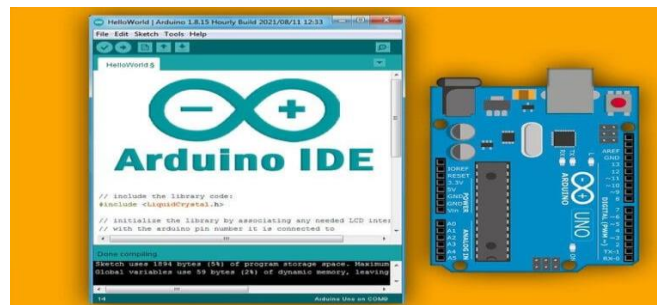 HelloWorld | Arduino 1.8.15 Hourly Build 2021/08/11 12:33
File Edit Sketch Tools Help
HelloWorld §
Arduino IDE
// include the library code:
#include <LiquidCrystal.h>
// initialize the library by associating any needed LCD inter
// with the arduino pin number it is connected to
Done compiling.
Sketch uses 1894 bytes (5%) of program storage space. Maximum
Global variables use 59 bytes (2%) of dynamic memory, leaving
14
Arduino Uno on COM8
IOREF
RESET
3.3V
5V
GND
GND
Vin
POWER
A0
A1
A2
A3
A4
A5
ANALOG IN
TX
RX
L
ARDUINO
UNO
ON
AREF
GND
13
12
~11
~10
~9
8
7
~6
~5
4
~3
2
TX-1
RX-0
DIGITAL (PWM ~)